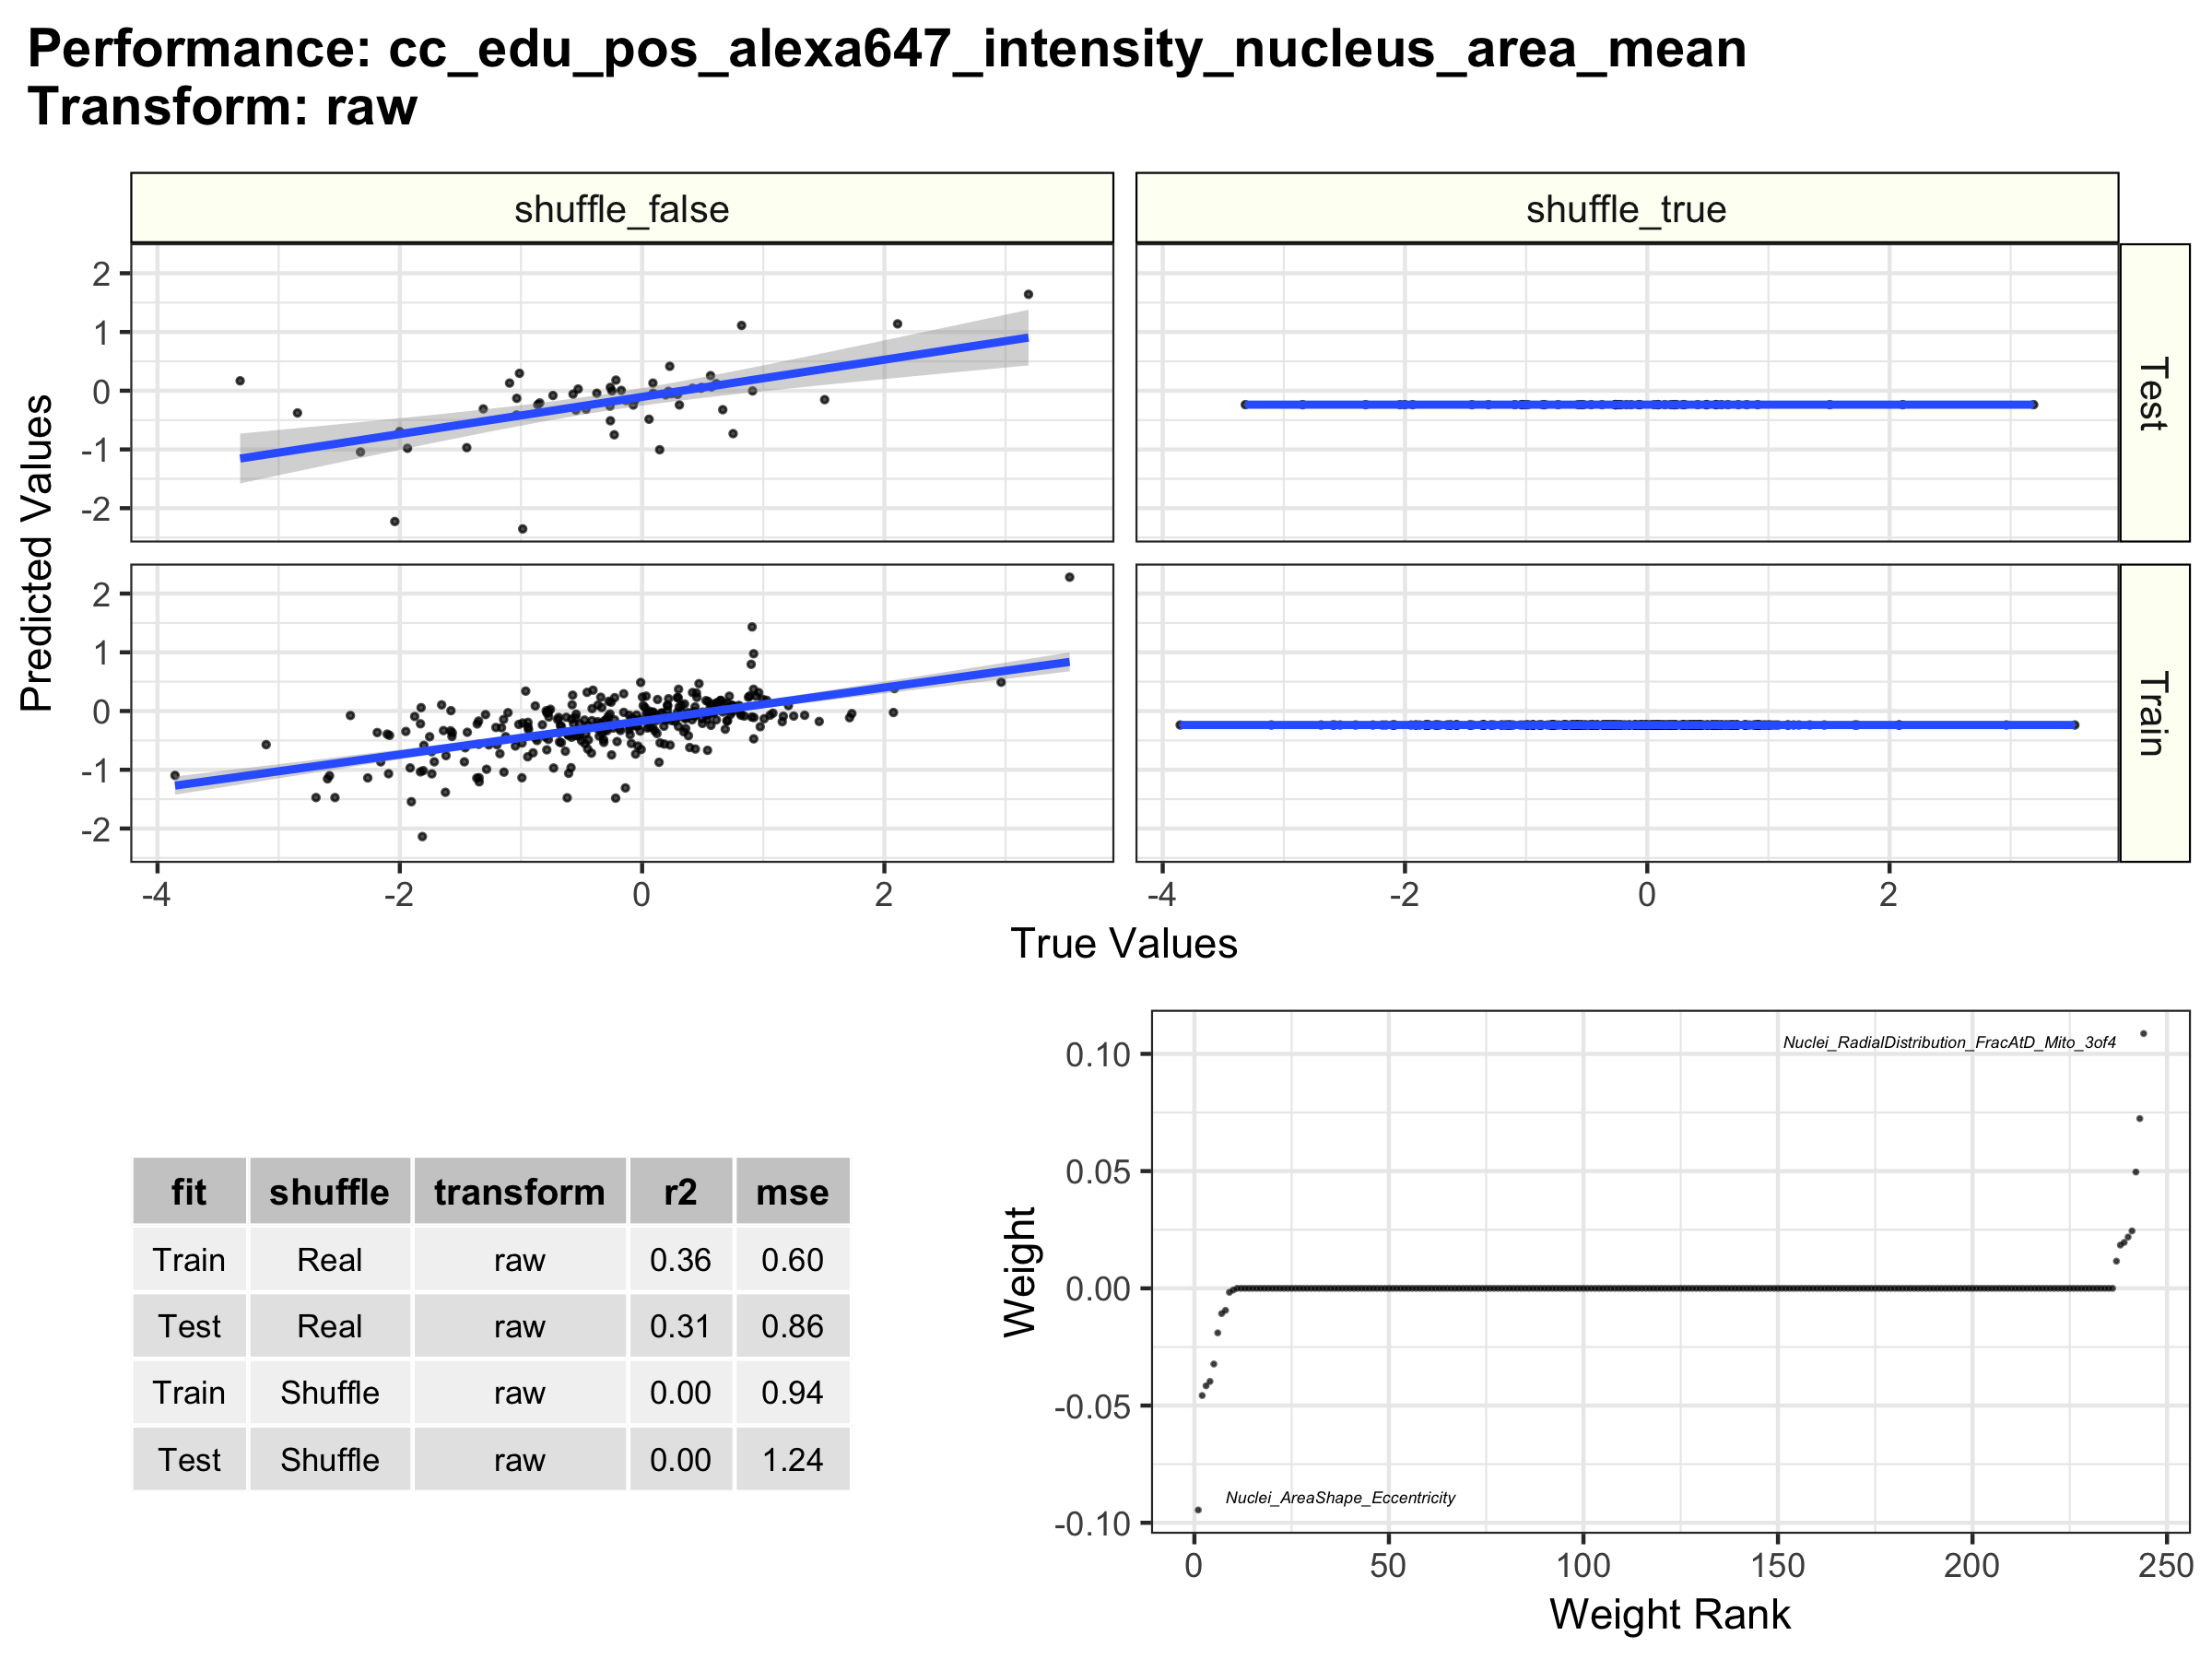 Performance: cc_edu_pos_alexa647_intensity_nucleus_area_mean
Transform: raw
shuffle_false
shuffle_true
2
1
0
-1
-2
Test
2
1
0
-1
-2
Train
Predicted Values
-4
-2
0
2
-4
-2
0
2
True Values
fit shuffle transform r2 mse
Train Real raw 0.36 0.60
Test Real raw 0.31 0.86
Train Shuffle raw 0.00 0.94
Test Shuffle raw 0.00 1.24
Weight
0.10
0.05
0.00
-0.05
-0.10
Nuclei_RadialDistribution_FracAtD_Mito_3of4
Nuclei_AreaShape_Eccentricity
0
50
100
150
200
250
Weight Rank